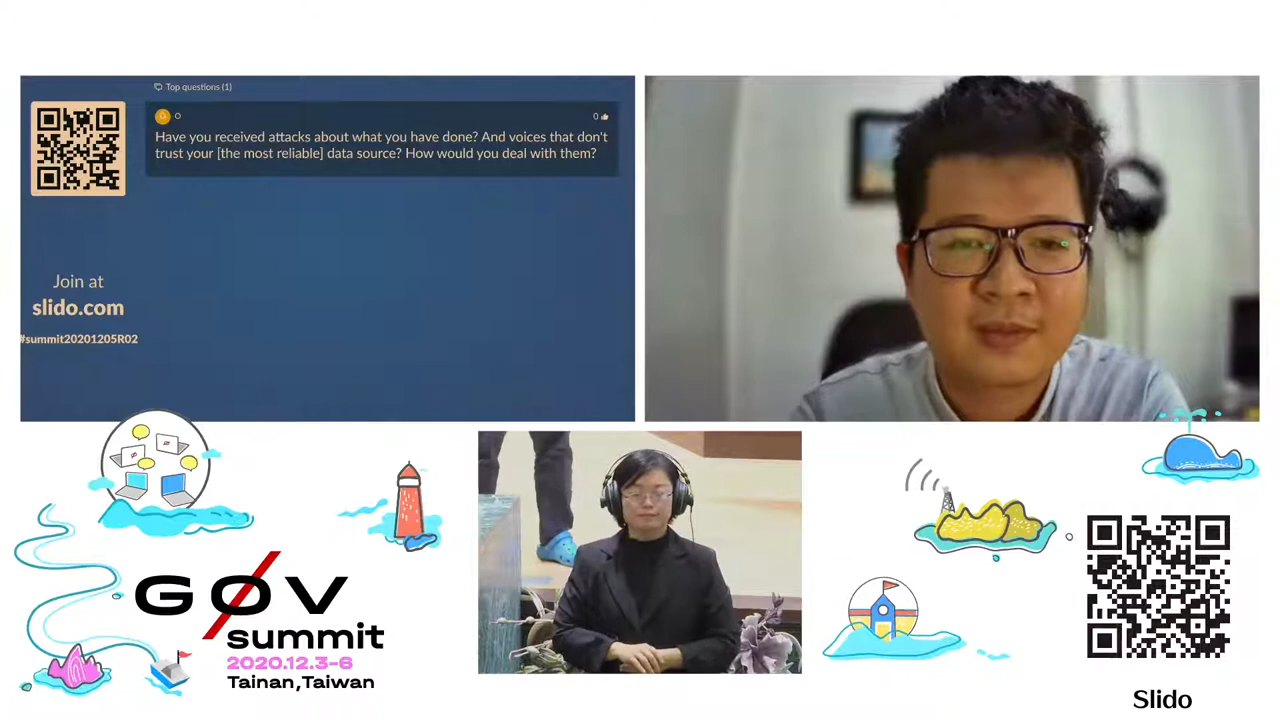 Top questions (1)
0
Have you received attacks about what you have done? And voices that don't
trust your [the most reliable] data source? How would you deal with them?
Join at
slido.com
#summit20201205R02
GØV
summit
2020.12.3-6
Tainan,Taiwan
Slido